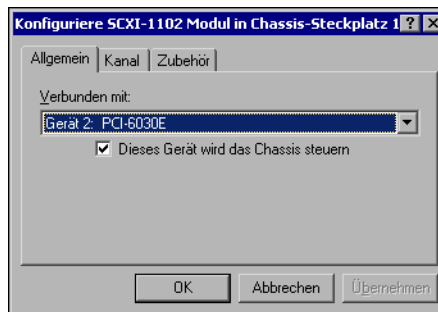 Konfiguriere SCXI-1102 Modul in Chassis-Steckplatz 1
Allgemein Kanal Zubehör
Verbunden mit:
Gerät 2: PCI-6030E
Dieses Gerät wird das Chassis steuern
OK Abbrechen Übernehmen